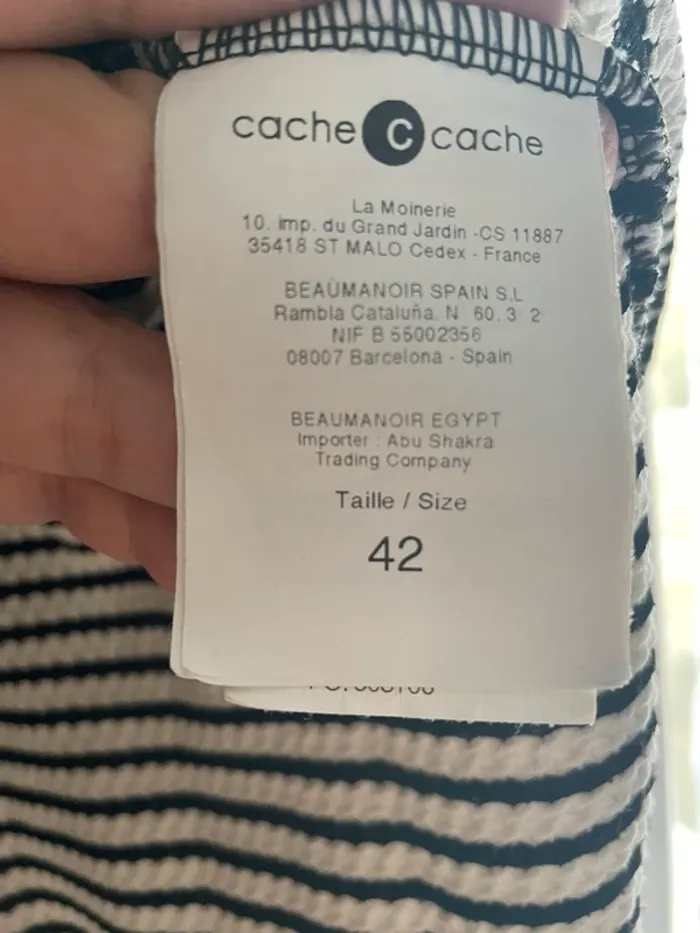 cache C cache
La Moinerie
10. imp. du Grand Jardin -CS 11887
35418 ST MALO Cedex - France
BEAUMANOIR SPAIN S.L
Rambla Cataluña. N 60. 3 2
NIF B 55002356
08007 Barcelona - Spain
BEAUMANOIR EGYPT
Importer : Abu Shakra
Trading Company
Taille / Size
42